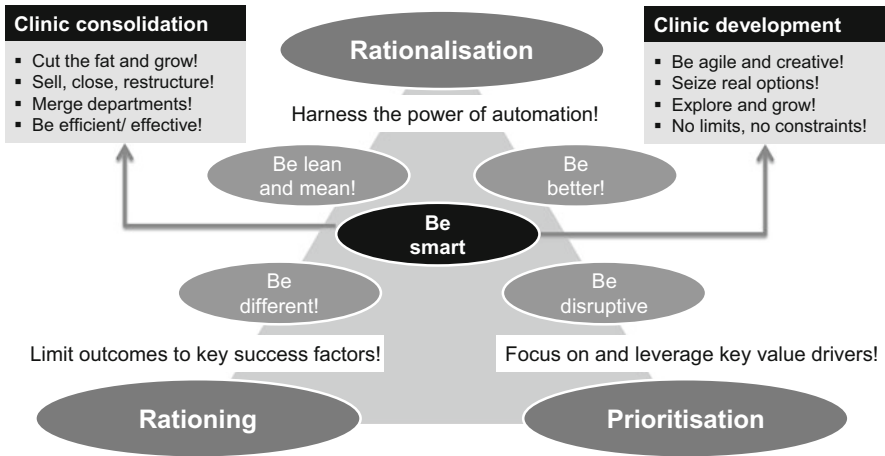 Clinic consolidation
▪ Cut the fat and grow!
▪ Sell, close, restructure!
▪ Merge departments!
▪ Be efficient/ effective!
Rationalisation
Clinic development
▪ Be agile and creative!
▪ Seize real options!
▪ Explore and grow!
▪ No limits, no constraints!
Harness the power of automation!
Be lean
and mean!
Be
better!
Be
smart
Be
different!
Be
disruptive
Limit outcomes to key success factors!
Focus on and leverage key value drivers!
Rationing
Prioritisation